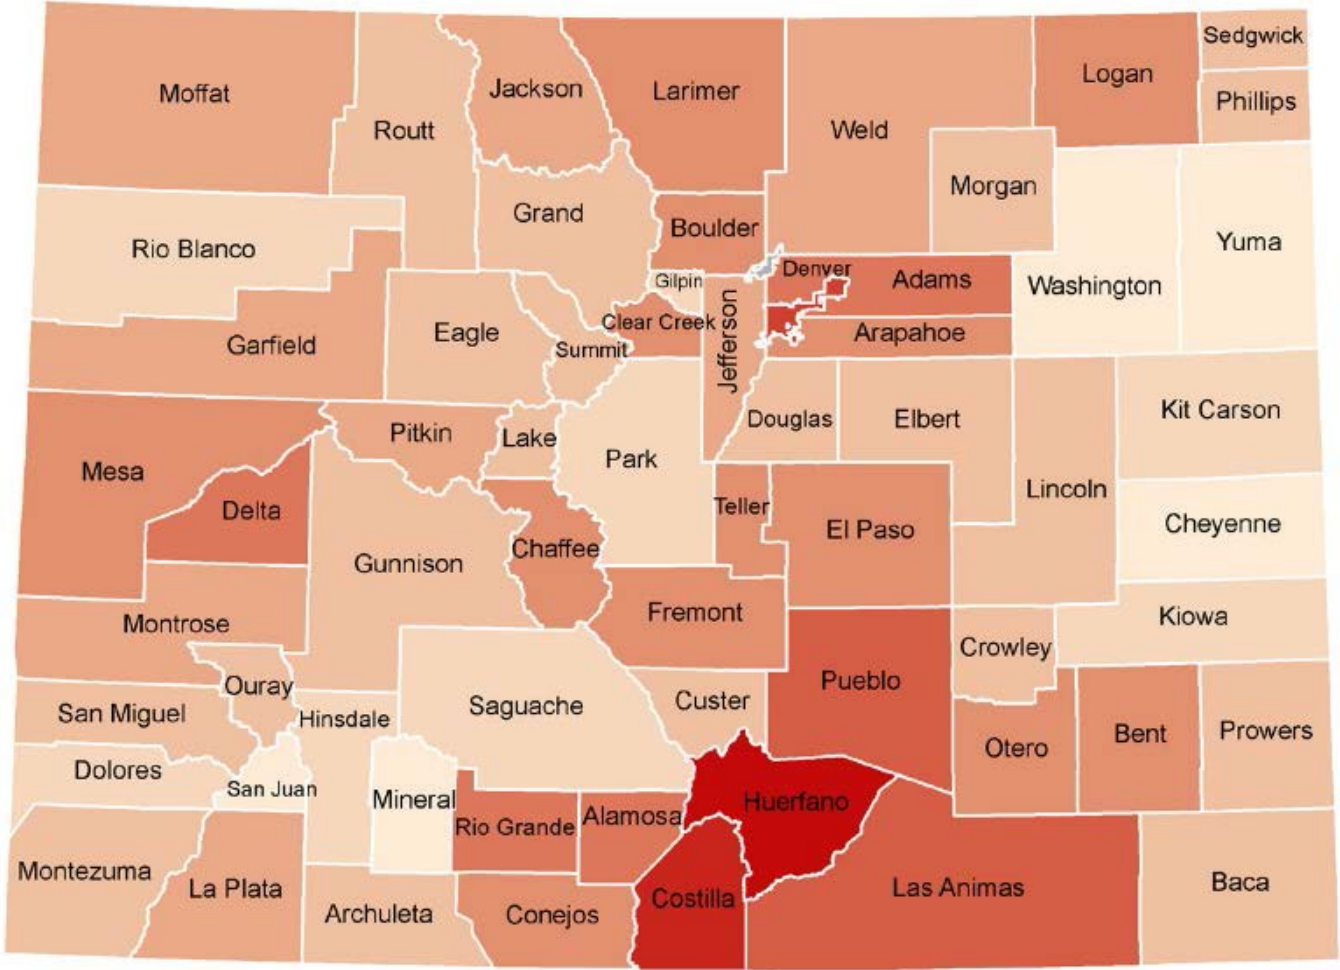 Sedgwick
Moffat
Jackson
Larimer
Logan
Phillips
Routt
Weld
Morgan
Grand
Boulder
Rio Blanco
Yuma
Gilpin
Denver
Adams
Washington
Clear Creek
Jefferson
Arapahoe
Garfield
Eagle
Summit
Kit Carson
Pitkin
Lake
Douglas
Elbert
Mesa
Park
Lincoln
Delta
Teller
El Paso
Cheyenne
Gunnison
Chaffee
Montrose
Fremont
Kiowa
Crowley
Ouray
Pueblo
San Miguel
Hinsdale
Saguache
Custer
Otero
Bent
Prowers
Dolores
San Juan
Mineral
Huerfano
Rio Grande
Alamosa
Montezuma
La Plata
Archuleta
Conejos
Costilla
Las Animas
Baca